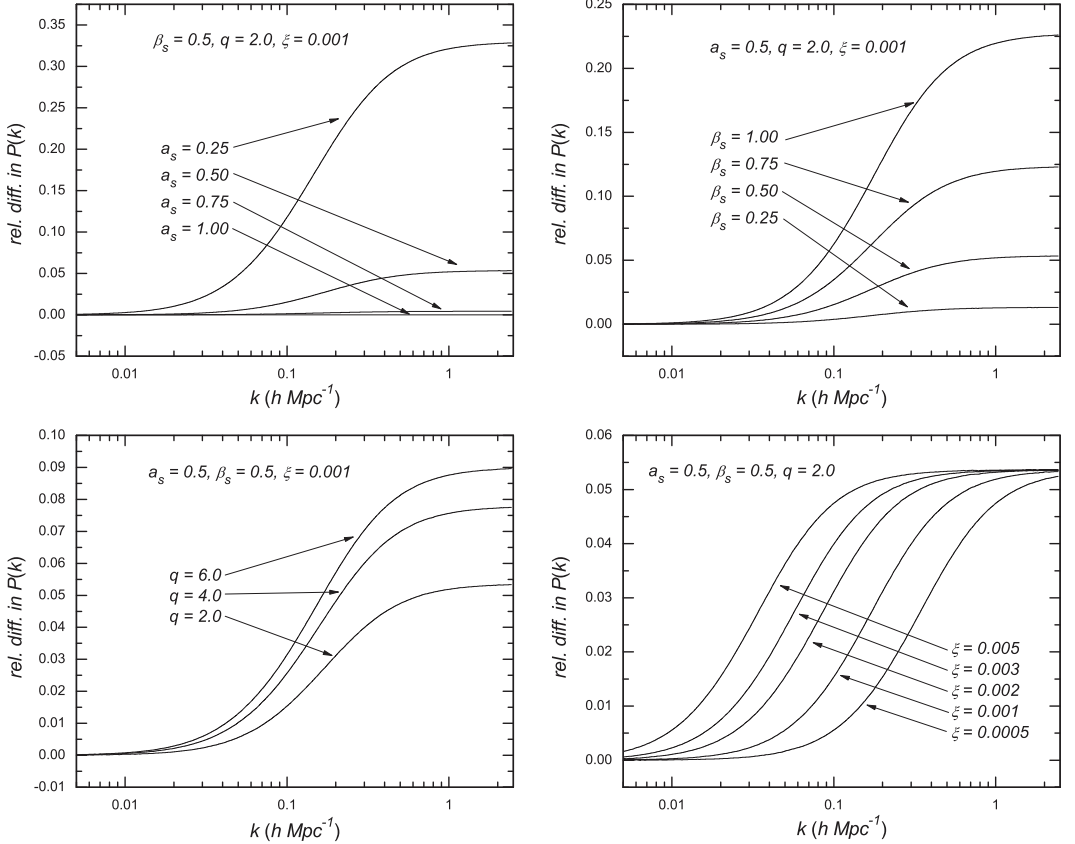 β_s = 0.5, q = 2.0, ξ = 0.001
rel. diff. in P(k)
0.35
0.30
0.25
0.20
0.15
0.10
0.05
0.00
-0.05
a_s = 0.25
a_s = 0.50
a_s = 0.75
a_s = 1.00
0.01
0.1
1
k (h Mpc^-1)
a_s = 0.5, q = 2.0, ξ = 0.001
rel. diff. in P(k)
0.25
0.20
0.15
0.10
0.05
0.00
β_s = 1.00
β_s = 0.75
β_s = 0.50
β_s = 0.25
0.01
0.1
1
k (h Mpc^-1)
a_s = 0.5, β_s = 0.5, ξ = 0.001
rel. diff. in P(k)
0.10
0.09
0.08
0.07
0.06
0.05
0.04
0.03
0.02
0.01
0.00
-0.01
q = 6.0
q = 4.0
q = 2.0
0.01
0.1
1
k (h Mpc^-1)
a_s = 0.5, β_s = 0.5, q = 2.0
rel. diff. in P(k)
0.06
0.05
0.04
0.03
0.02
0.01
0.00
ξ = 0.005
ξ = 0.003
ξ = 0.002
ξ = 0.001
ξ = 0.0005
0.01
0.1
1
k (h Mpc^-1)